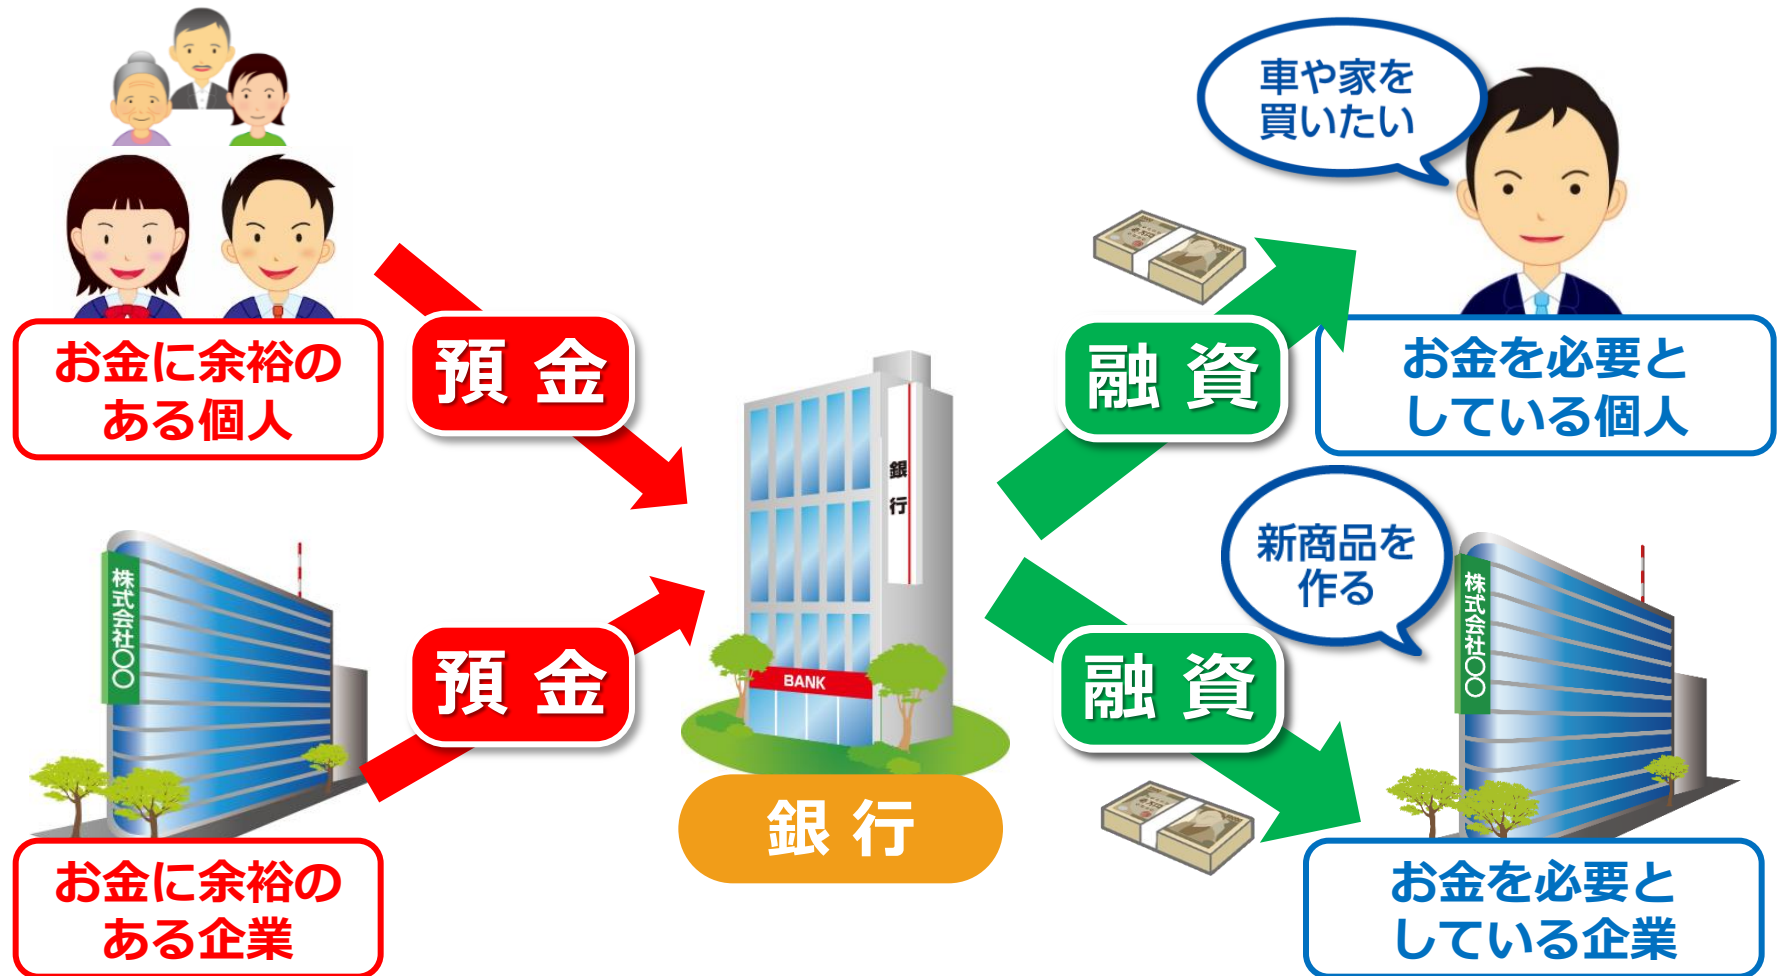 お金に余裕の
ある個人
預金
車や家を
買いたい
融資
お金を必要と
している個人
銀行
BANK
銀行
株式会社〇〇
預金
お金に余裕の
ある企業
新商品を
作る
株式会社〇〇
融資
お金を必要と
している企業